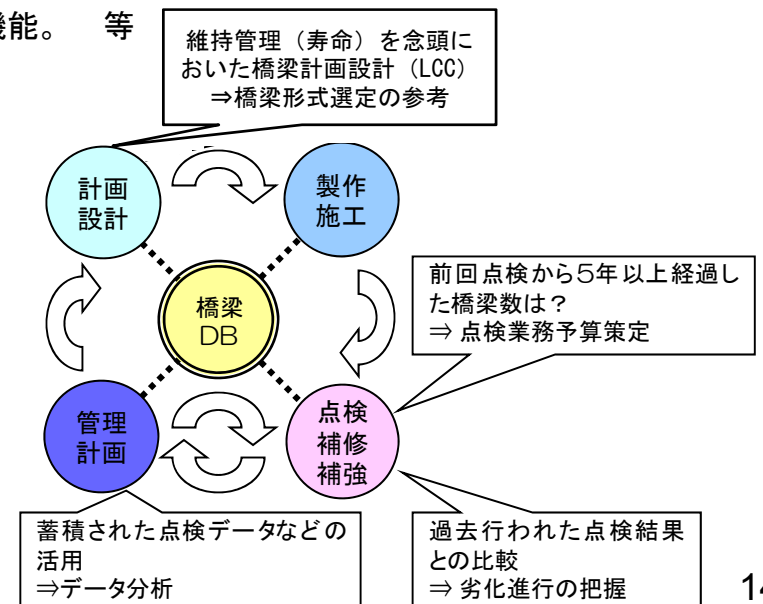 能。 等
維持管理（寿命）を念頭に
おいた橋梁計画設計（LCC）
⇒橋梁形式選定の参考
計画
設計
製作
施工
前回点検から５年以上経過し
た橋梁数は？
⇒ 点検業務予算策定
橋梁
ＤＢ
管理
計画
点検
補修
補強
蓄積された点検データなどの
活用
⇒データ分析
過去行われた点検結果
との比較
⇒ 劣化進行の把握